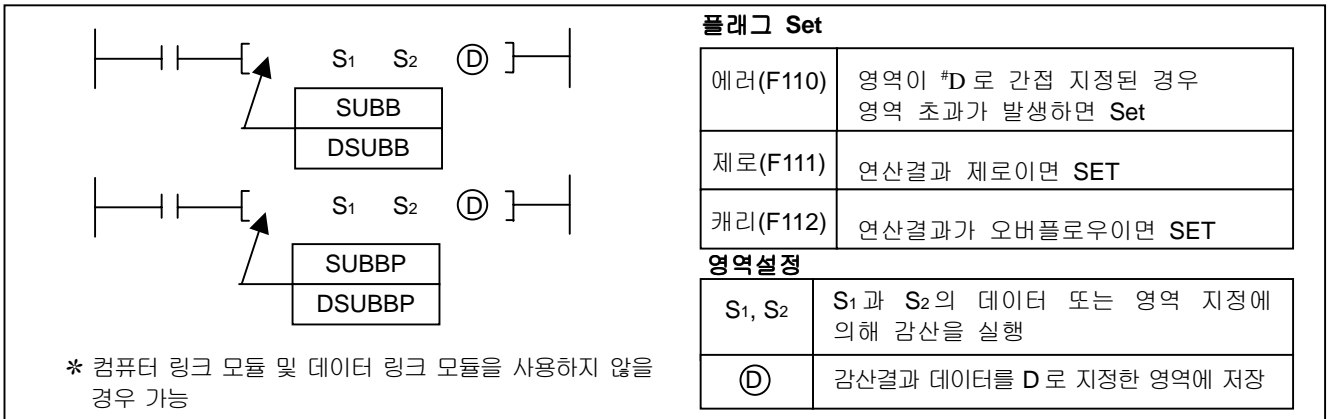 S1 S2 Ⓓ
SUBB
DSUBB
S1 S2 Ⓓ
SUBBP
DSUBBP
* 컴퓨터 링크 모듈 및 데이터 링크 모듈을 사용하지 않을
경우 가능
플래그 Set
에러(F110)
영역이 #D 로 간접 지정된 경우
영역 초과가 발생하면 Set
제로(F111)
연산결과 제로이면 SET
캐리(F112)
연산결과가 오버플로우이면 SET
영역설정
S1, S2
S1과 S2의 데이터 또는 영역 지정에
의해 감산을 실행
Ⓓ
감산결과 데이터를 D 로 지정한 영역에 저장